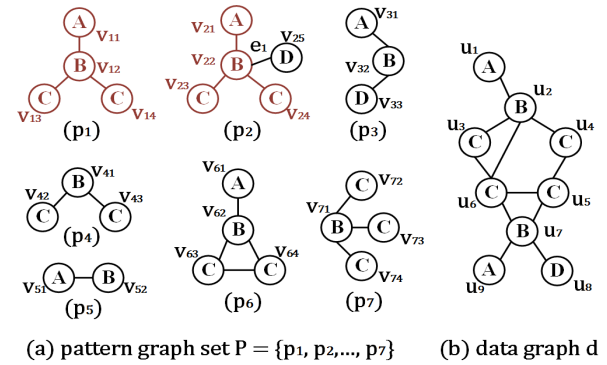 A
V11
B
V12
C
C
V13
V14
(p1)
A
V21
V25
e1
D
V22
B
V23
C
C
V24
(p2)
A
V31
B
V32
D
V33
(p3)
V41
B
V42
V43
C
C
(p4)
A
B
V51
V52
(p5)
V61
A
V62
B
V63
V64
C
C
(p6)
V72
C
V71
B
C
V73
C
V74
(p7)
u1
A
u2
B
u3
u4
C
C
C
C
u6
u5
B
u7
A
D
u9
u8
(a) pattern graph set P = {p1, p2,..., p7}
(b) data graph d